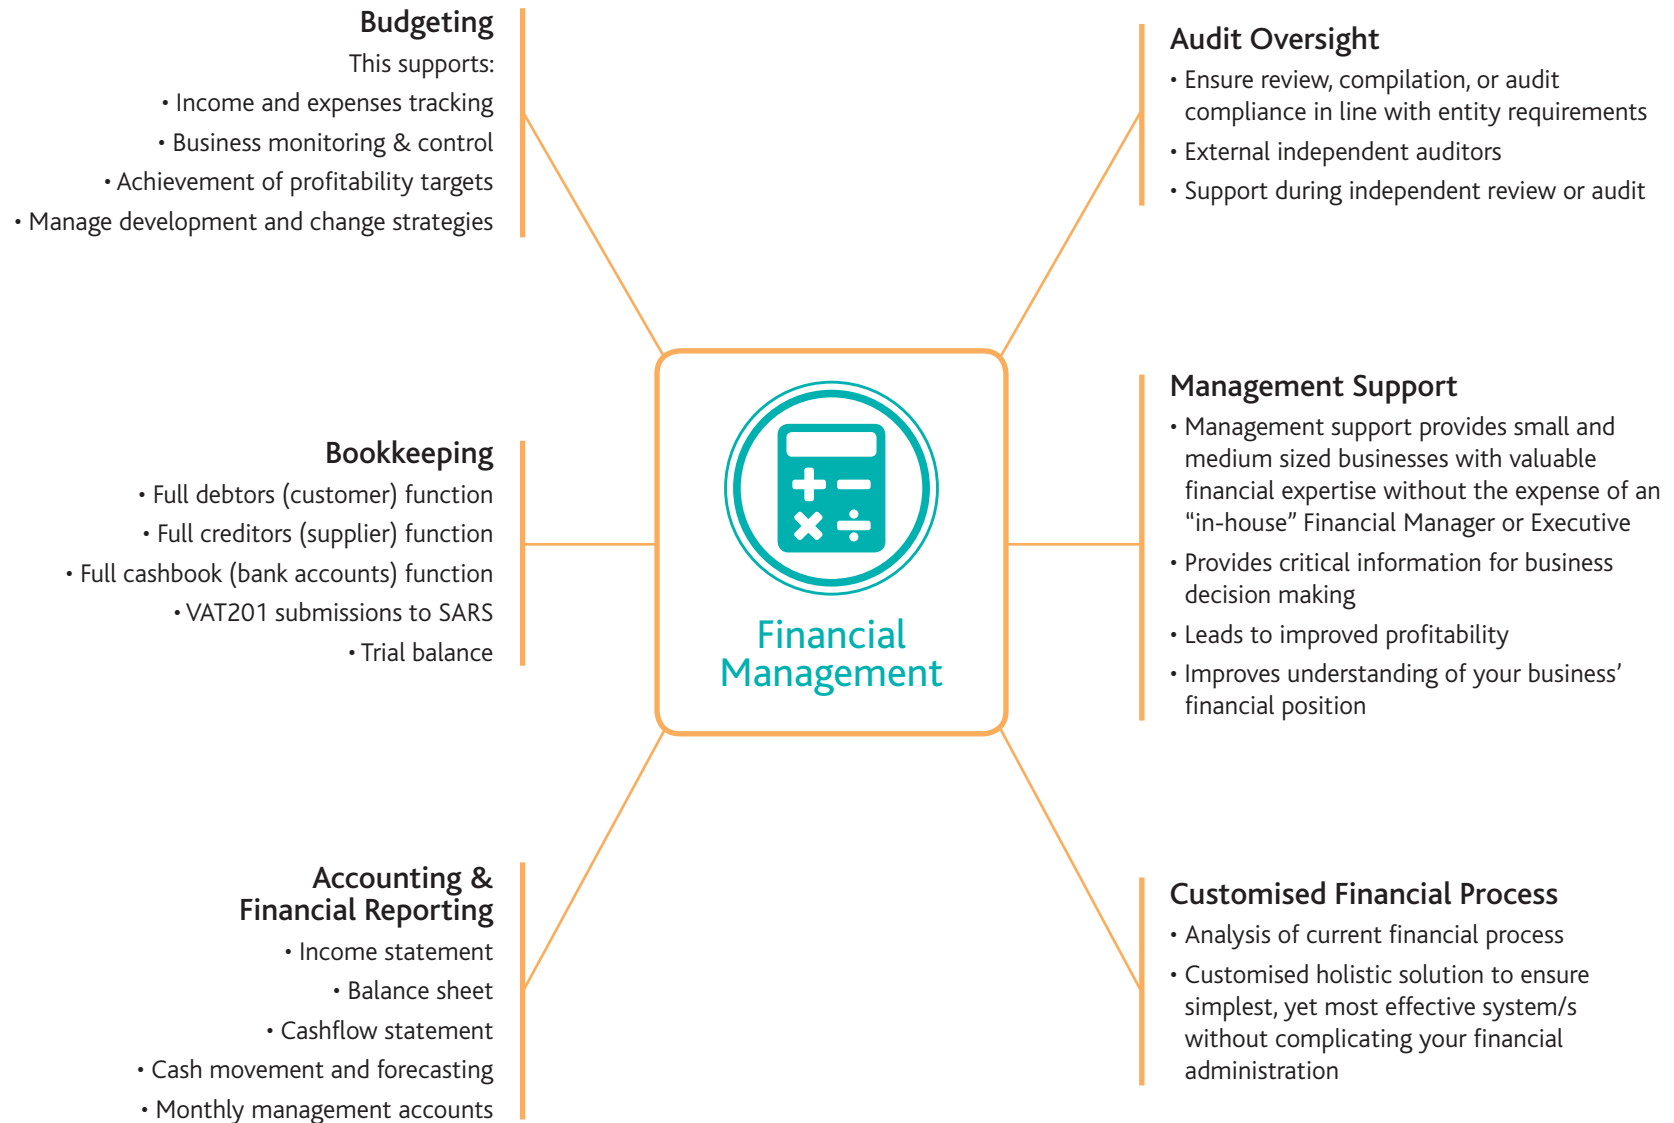 Budgeting
This supports:
• Income and expenses tracking
• Business monitoring & control
• Achievement of profitability targets
• Manage development and change strategies
Bookkeeping
• Full debtors (customer) function
• Full creditors (supplier) function
• Full cashbook (bank accounts) function
• VAT201 submissions to SARS
• Trial balance
Accounting &
Financial Reporting
• Income statement
• Balance sheet
• Cashflow statement
• Cash movement and forecasting
• Monthly management accounts
Financial
Management
Audit Oversight
• Ensure review, compilation, or audit
compliance in line with entity requirements
• External independent auditors
• Support during independent review or audit
Management Support
• Management support provides small and
medium sized businesses with valuable
financial expertise without the expense of an
“in-house” Financial Manager or Executive
• Provides critical information for business
decision making
• Leads to improved profitability
• Improves understanding of your business’
financial position
Customised Financial Process
• Analysis of current financial process
• Customised holistic solution to ensure
simplest, yet most effective system/s
without complicating your financial
administration